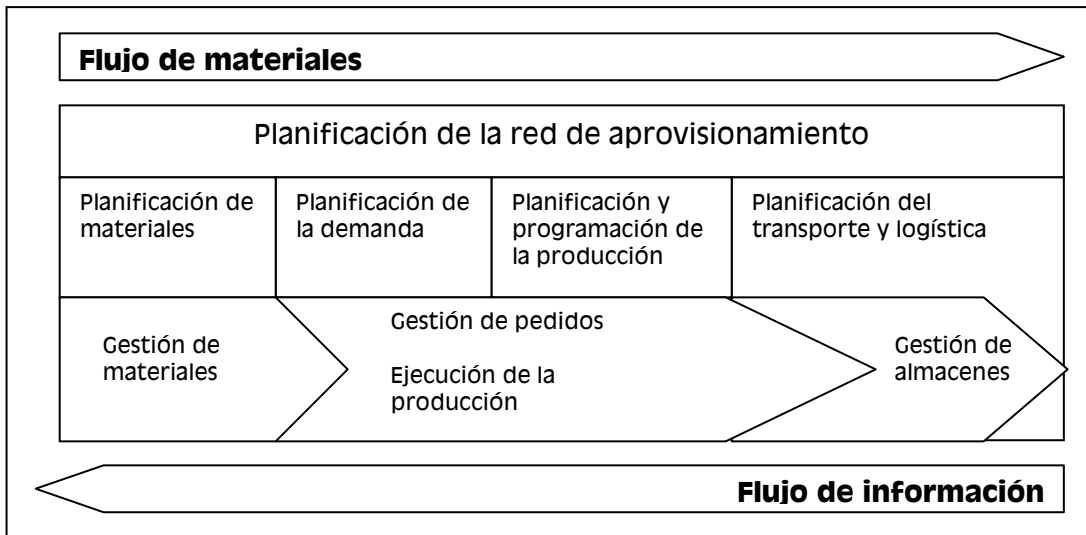 Flujo de materiales
Planificación de la red de aprovisionamiento
Planificación de
materiales
Planificación de
la demanda
Planificación y
programación de
la producción
Planificación del
transporte y logística
Gestión de
materiales
Gestión de pedidos
Ejecución de la
producción
Gestión de
almacenes
Flujo de información